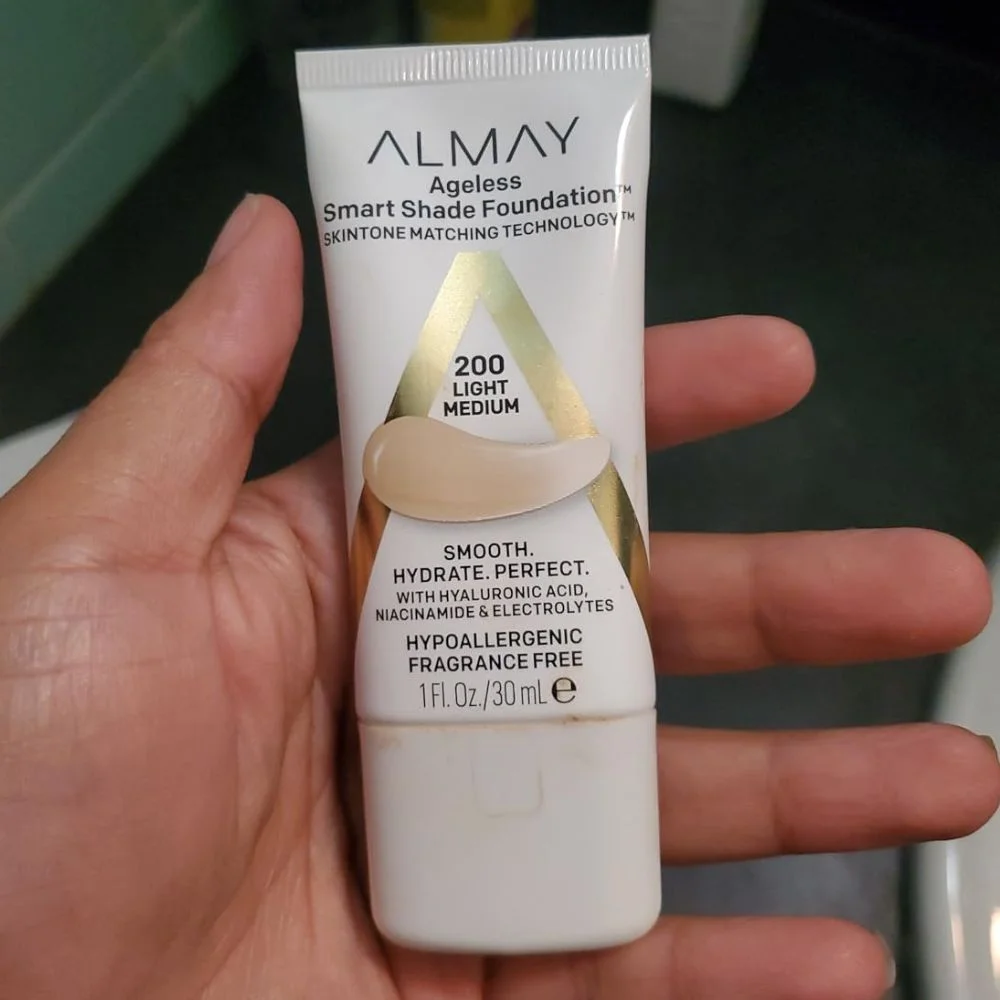 ALMAY
Ageless
Smart Shade Foundation™
SKINTONE MATCHING TECHNOLOGY™
200
LIGHT
MEDIUM
SMOOTH.
HYDRATE. PERFECT.
WITH HYALURONIC ACID,
NIACINAMIDE & ELECTROLYTES
HYPOALLERGENIC
FRAGRANCE FREE
1 Fl. Oz./30 mL ℮